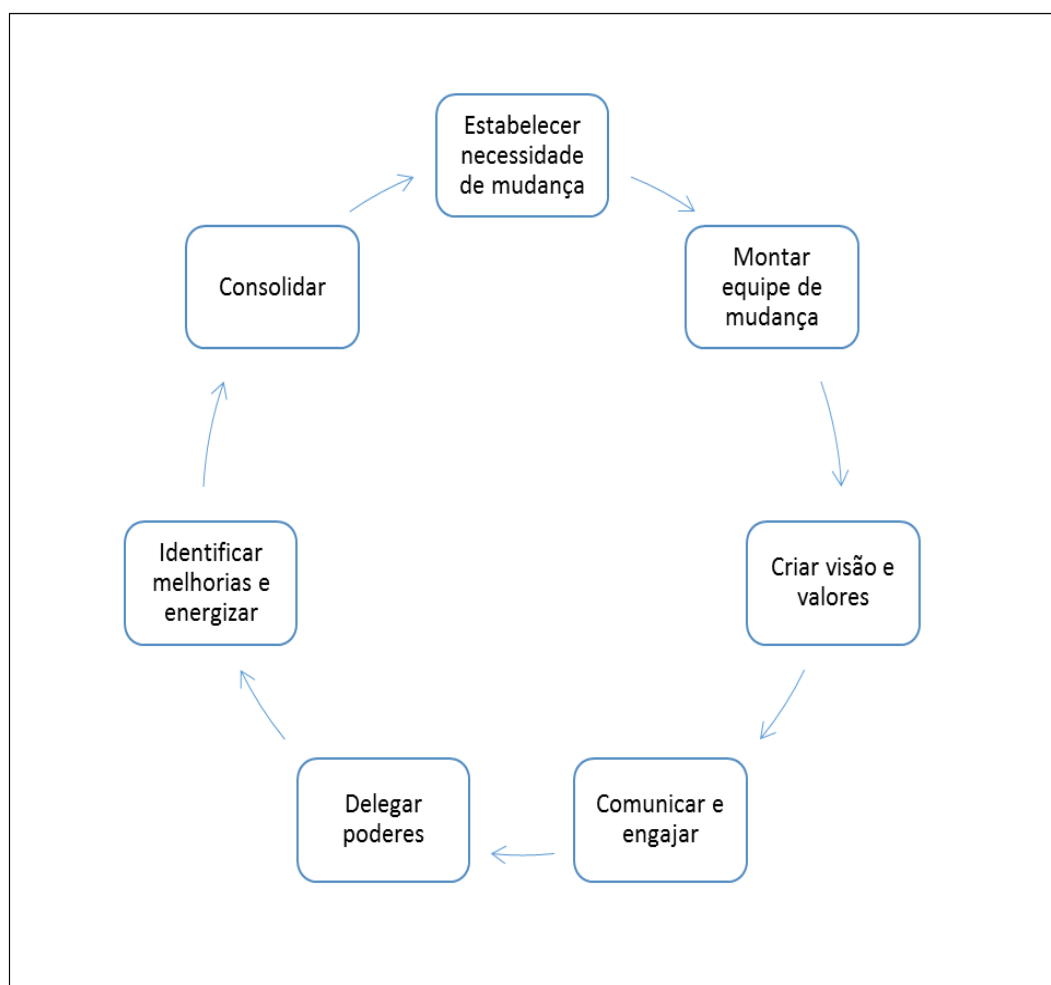 Estabelecer
necessidade
de mudança
Montar
equipe de
mudança
Criar visão e
valores
Comunicar e
engajar
Delegar
poderes
Identificar
melhorias e
energizar
Consolidar